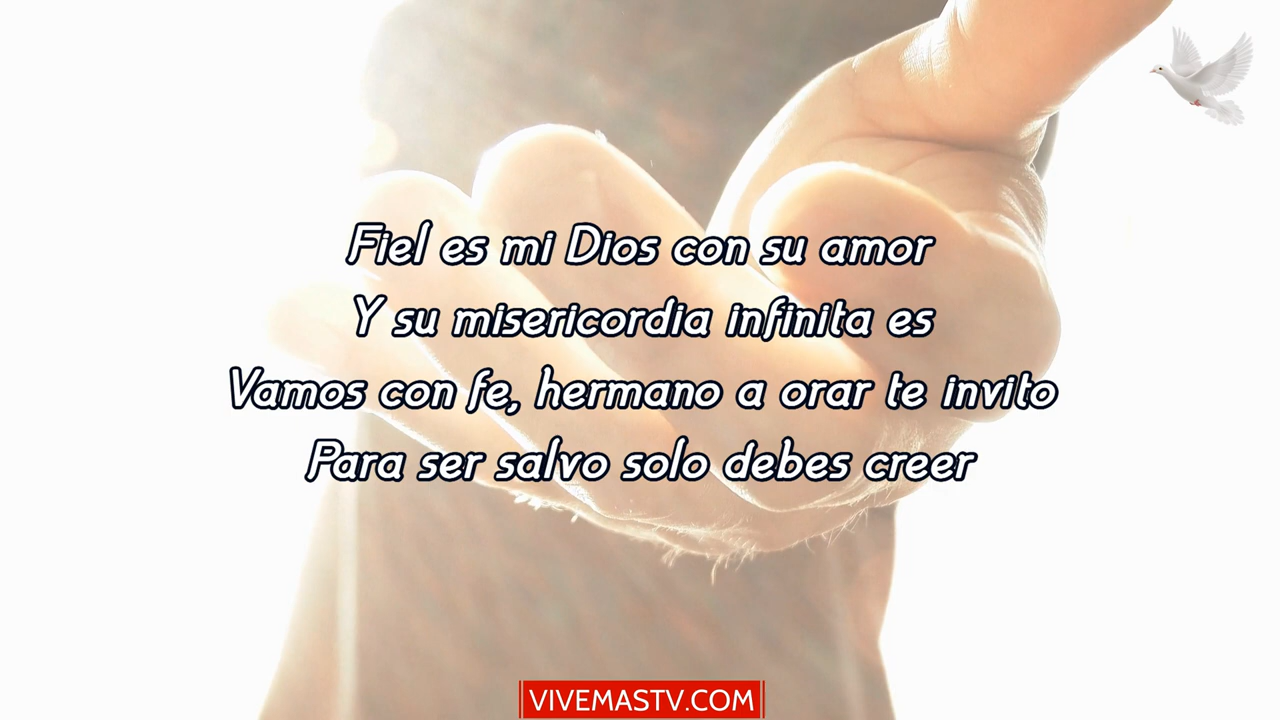 Fiel es mi Dios con su amor
Y su misericordia infinita es
Vamos con fe, hermano a orar te invito
Para ser salvo solo debes creer
VIVEMASTV.COM